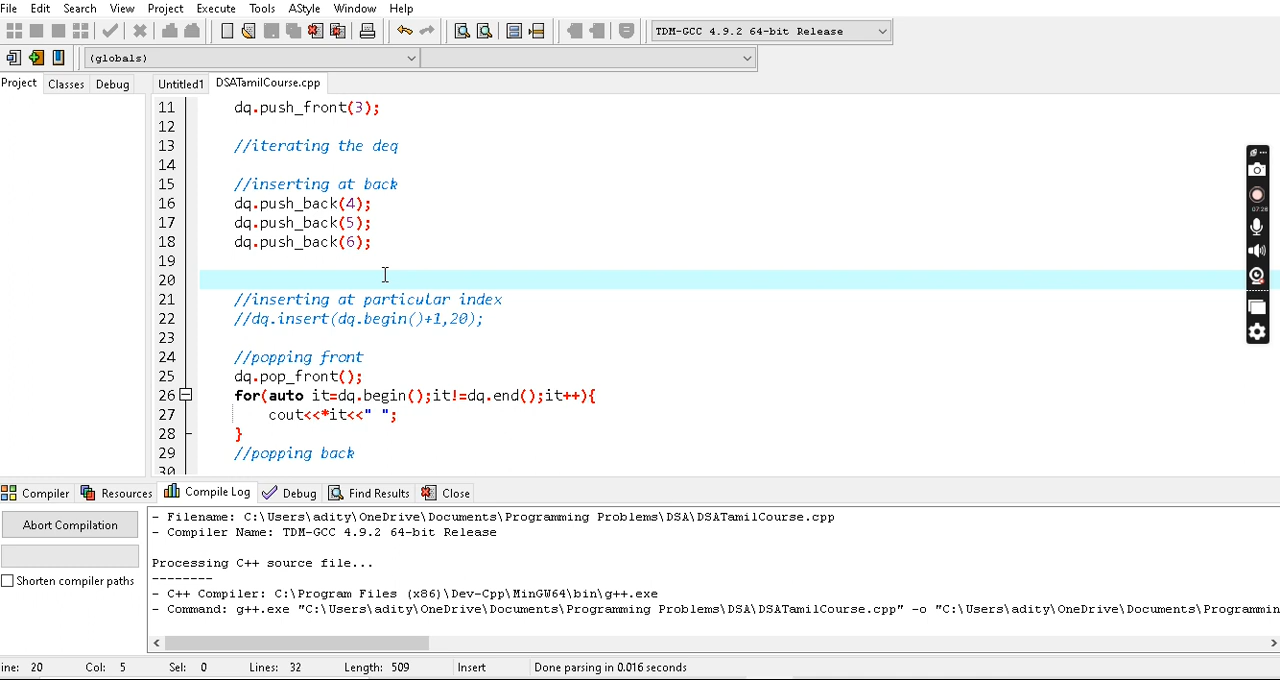 File Edit Search View Project Execute Tools AStyle Window Help
TDM-GCC 4.9.2 64-bit Release
(globals)
Project Classes Debug Untitled1 DSATamilCourse.cpp
11 dq.push_front(3);
12
13 //iterating the deq
14
15 //inserting at back
16 dq.push_back(4);
17 dq.push_back(5);
18 dq.push_back(6);
19
20
21 //inserting at particular index
22 //dq.insert(dq.begin()+1,20);
23
24 //popping front
25 dq.pop_front();
26 for(auto it=dq.begin();it!=dq.end();it++){
27 cout<<*it<<" ";
28 }
29 //popping back
30
07:28
Compiler Resources Compile Log Debug Find Results Close
Abort Compilation
Shorten compiler paths
- Filename: C:\Users\adity\OneDrive\Documents\Programming Problems\DSA\DSATamilCourse.cpp
- Compiler Name: TDM-GCC 4.9.2 64-bit Release
Processing C++ source file...
--------
- C++ Compiler: C:\Program Files (x86)\Dev-Cpp\MinGW64\bin\g++.exe
- Command: g++.exe "C:\Users\adity\OneDrive\Documents\Programming Problems\DSA\DSATamilCourse.cpp" -o "C:\Users\adity\OneDrive\Documents\Programmin
ine: 20 Col: 5 Sel: 0 Lines: 32 Length: 509 Insert Done parsing in 0.016 seconds